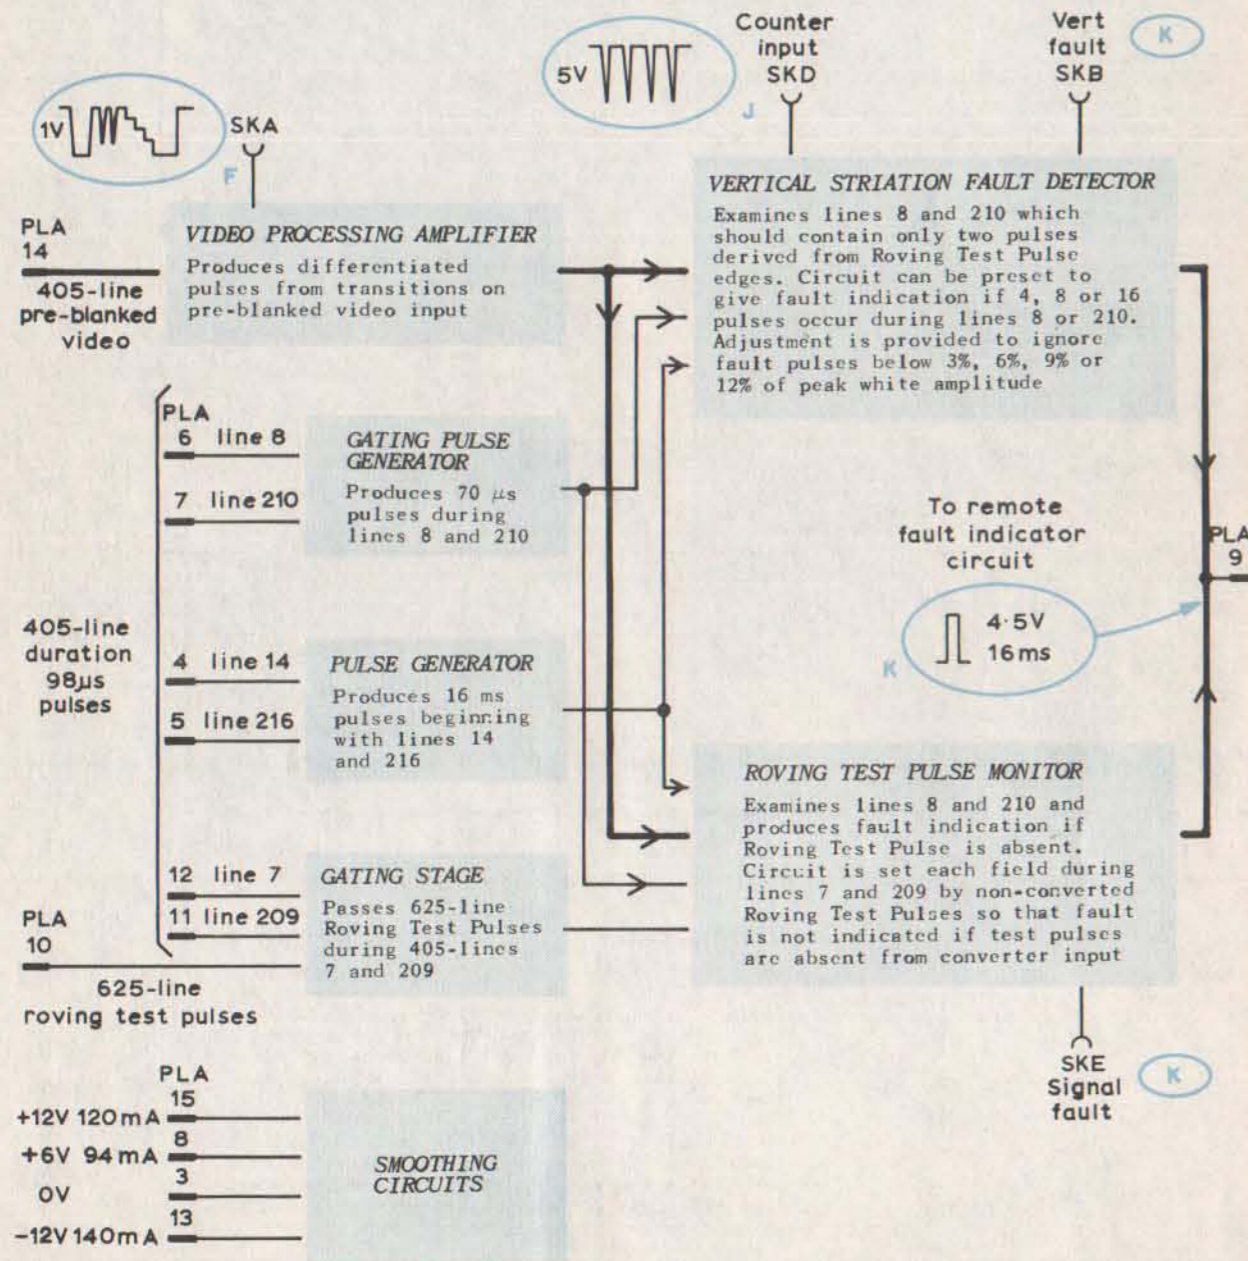 Counter
input
SKD
Vert
fault
SKB
K
5V
J
1V
SKA
F
PLA
14
405-line
pre-blanked
video
VIDEO PROCESSING AMPLIFIER
Produces differentiated
pulses from transitions on
pre-blanked video input
VERTICAL STRIATION FAULT DETECTOR
Examines lines 8 and 210 which
should contain only two pulses
derived from Roving Test Pulse
edges. Circuit can be preset to
give fault indication if 4, 8 or 16
pulses occur during lines 8 or 210.
Adjustment is provided to ignore
fault pulses below 3%, 6%, 9% or
12% of peak white amplitude
PLA
6 line 8
7 line 210
GATING PULSE
GENERATOR
Produces 70 μs
pulses during
lines 8 and 210
To remote
fault indicator
circuit
PLA
9
4·5V
16ms
K
405-line
duration
98μs
pulses
4 line 14
5 line 216
PULSE GENERATOR
Produces 16 ms
pulses beginning
with lines 14
and 216
ROVING TEST PULSE MONITOR
Examines lines 8 and 210 and
produces fault indication if
Roving Test Pulse is absent.
Circuit is set each field during
lines 7 and 209 by non-converted
Roving Test Pulses so that fault
is not indicated if test pulses
are absent from converter input
12 line 7
11 line 209
PLA
10
GATING STAGE
Passes 625-line
Roving Test Pulses
during 405-lines
7 and 209
625-line
roving test pulses
SKE
Signal
fault
K
PLA
15
+12V 120mA
8
+6V 94mA
3
0V
13
-12V 140mA
SMOOTHING
CIRCUITS